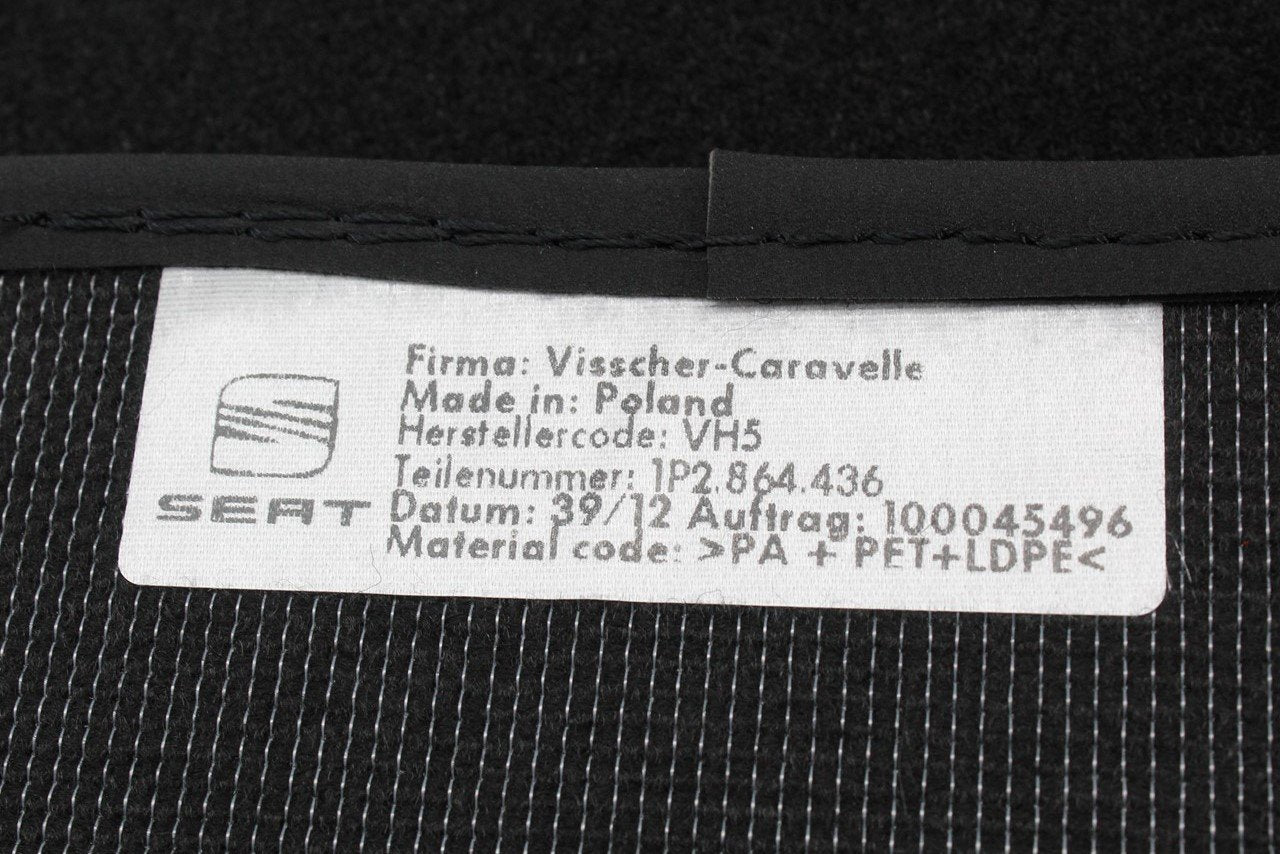 Firma: Visscher-Caravelle
Made in: Poland
Herstellercode: VH5
Teilenummer: 1P2.864.436
Datum: 39/12 Auftrag: 100045496
Material code: >PA + PET+LDPE<
SEAT